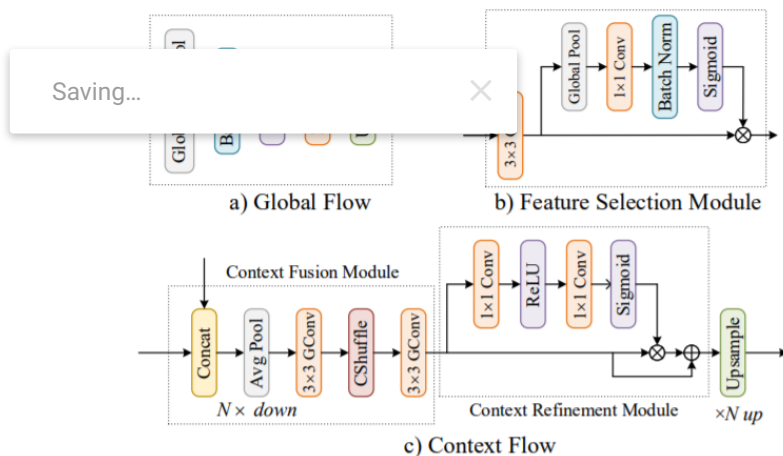 Saving…
Global Pool
1×1 Conv
Batch Norm
Sigmoid
3×3
a) Global Flow
b) Feature Selection Module
Context Fusion Module
Concat
Avg Pool
3×3 GConv
CShuffle
3×3 GConv
N× down
1×1 Conv
ReLU
1×1 Conv
Sigmoid
Context Refinement Module
Upsample
×N up
c) Context Flow